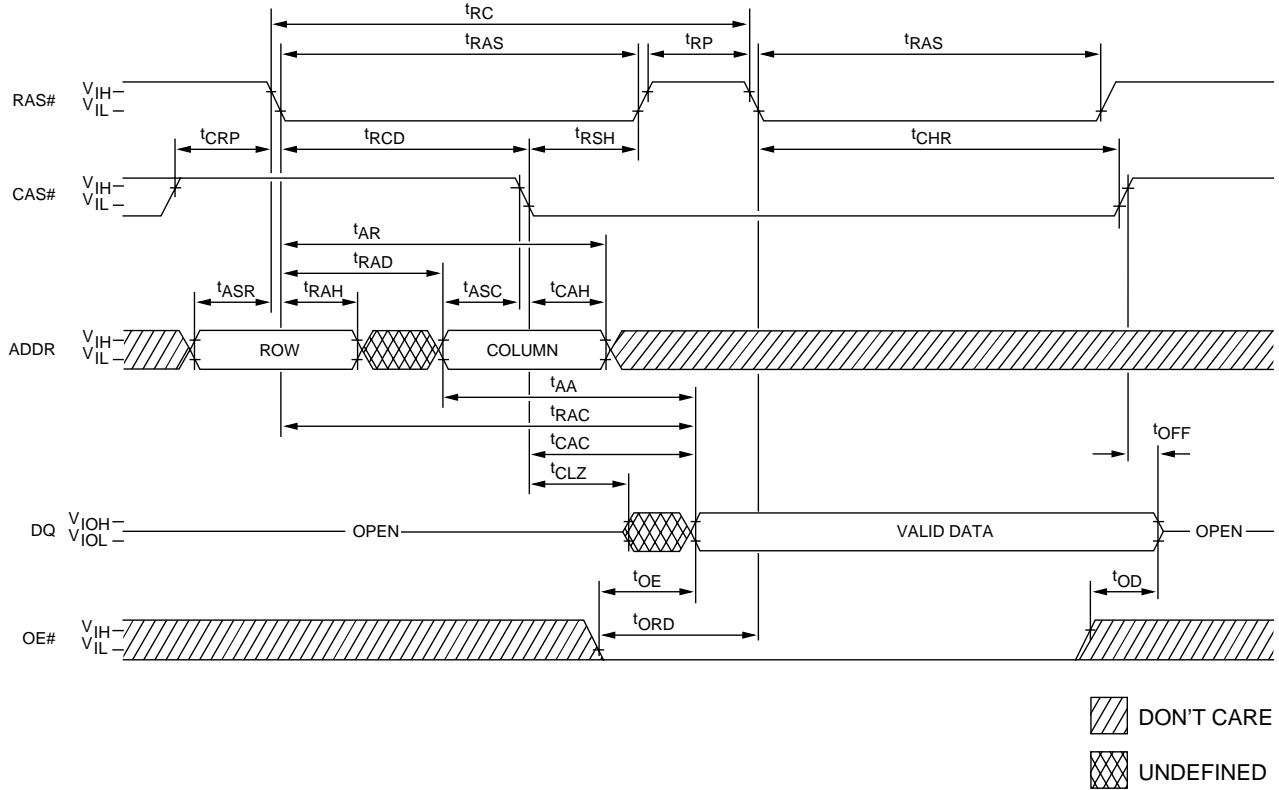 tRC
tRAS
tRP
tRAS
RAS#
VIH
VIL
tCRP
tRCD
tRSH
tCHR
CAS#
VIH
VIL
tAR
tRAD
tASR
tRAH
tASC
tCAH
ADDR
VIH
VIL
ROW
COLUMN
tAA
tRAC
tCAC
tOFF
tCLZ
DQ
VIOH
VIOL
OPEN
VALID DATA
OPEN
tOE
tOD
tORD
OE#
VIH
VIL
DON'T CARE
UNDEFINED